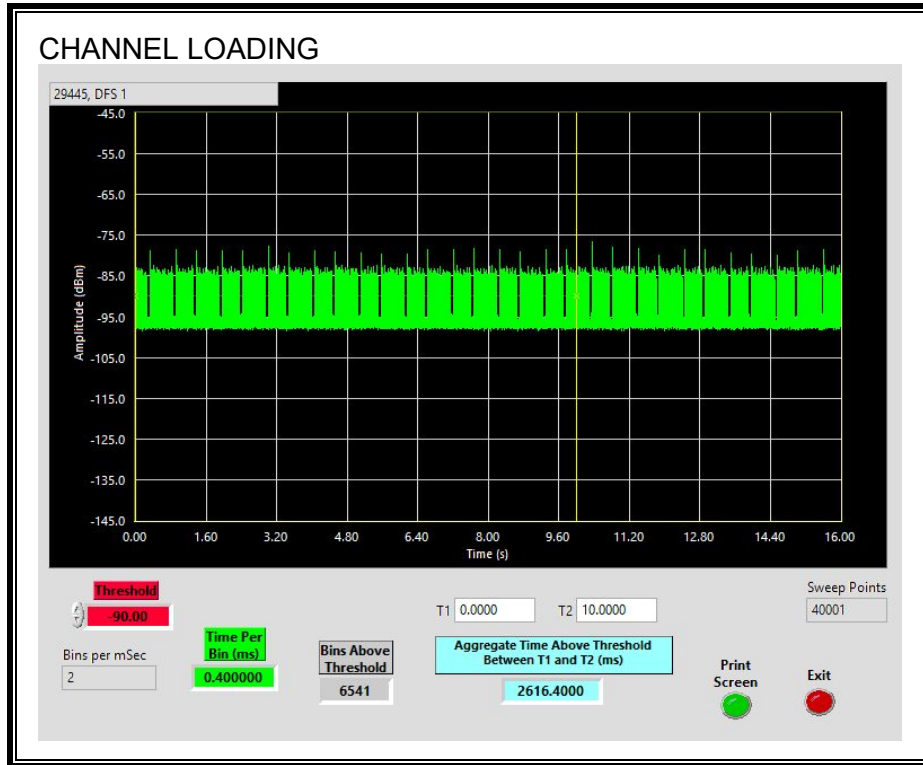 CHANNEL LOADING
29445, DFS 1
-45.0
-55.0
-65.0
-75.0
-85.0
-95.0
-105.0
-115.0
-125.0
-135.0
-145.0
Amplitude (dBm)
0.00 1.60 3.20 4.80 6.40 8.00 9.60 11.20 12.80 14.40 16.00
Time (s)
Threshold
-90.00
Bins per mSec
2
Time Per
Bin (ms)
0.400000
Bins Above
Threshold
6541
T1 0.0000 T2 10.0000
Aggregate Time Above Threshold
Between T1 and T2 (ms)
2616.4000
Sweep Points
40001
Print
Screen
Exit